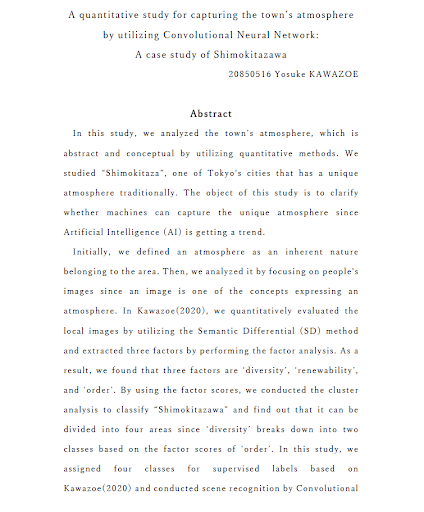 A quantitative study for capturing the town's atmosphere
by utilizing Convolutional Neural Network:
A case study of Shimokitazawa
20850516 Yosuke KAWAZOE
Abstract
In this study, we analyzed the town's atmosphere, which is
abstract and conceptual by utilizing quantitative methods. We
studied "Shimokitaza", one of Tokyo's cities that has a unique
atmosphere traditionally. The object of this study is to clarify
whether machines can capture the unique atmosphere since
Artificial Intelligence (AI) is getting a trend.
Initially, we defined an atmosphere as an inherent nature
belonging to the area. Then, we analyzed it by focusing on people's
images since an image is one of the concepts expressing an
atmosphere. In Kawazoe(2020), we quantitatively evaluated the
local images by utilizing the Semantic Differential (SD) method
and extracted three factors by performing the factor analysis. As a
result, we found that three factors are 'diversity', 'renewability',
and 'order'. By using the factor scores, we conducted the cluster
analysis to classify "Shimokitazawa" and find out that it can be
divided into four areas since 'diversity' breaks down into two
classes based on the factor scores of 'order'. In this study, we
assigned four classes for supervised labels based on
Kawazoe(2020) and conducted scene recognition by Convolutional